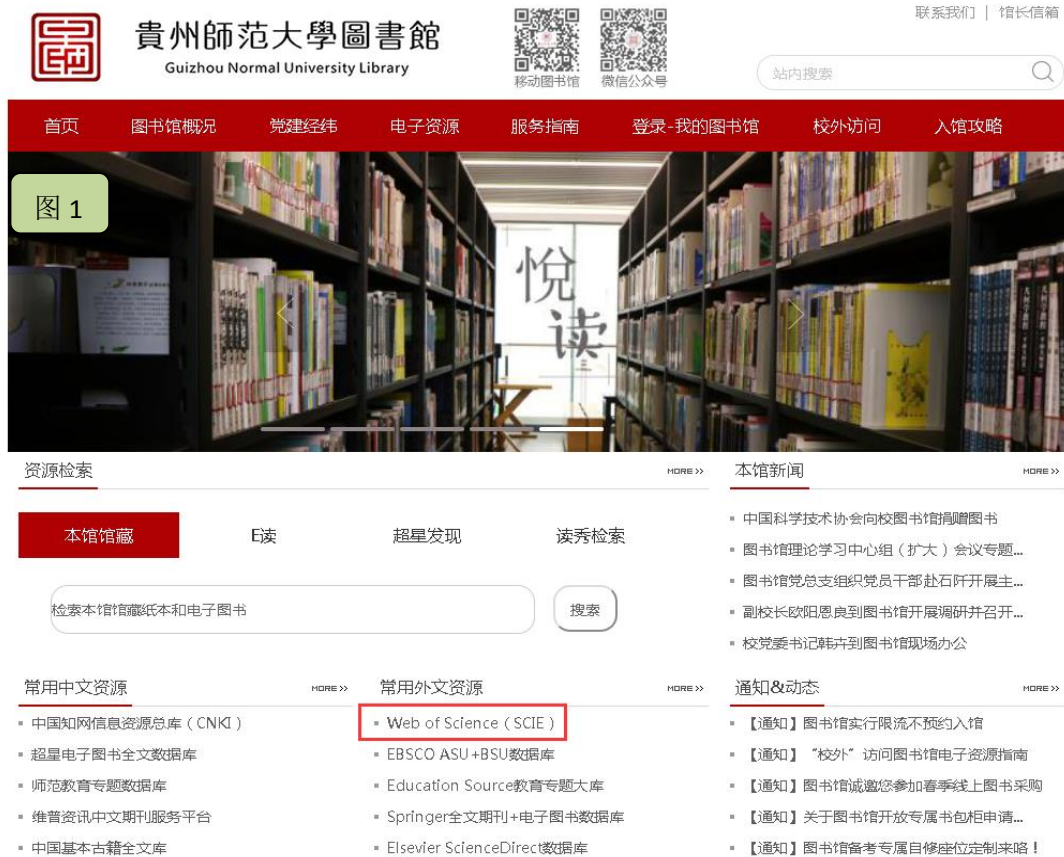 联系我们 | 馆长信箱
貴州師范大學圖書館
Guizhou Normal University Library
移动图书馆 微信公众号
站内搜索
首页 图书馆概况 党建经纬 电子资源 服务指南 登录-我的图书馆 校外访问 入馆攻略
图 1
悦
读
资源检索 MORE >>
本馆馆藏 E读 超星发现 读秀检索
检索本馆馆藏纸本和电子图书 搜索
本馆新闻 MORE >>
中国科学技术协会向校图书馆捐赠图书
图书馆理论学习中心组（扩大）会议专题...
图书馆党总支组织党员干部赴石阡开展主...
副校长欧阳恩良到图书馆开展调研并召开...
校党委书记韩卉到图书馆现场办公
常用中文资源 MORE >>
中国知网信息资源总库（CNKI）
超星电子图书全文数据库
师范教育专题数据库
维普资讯中文期刊服务平台
中国基本古籍全文库
常用外文资源 MORE >>
Web of Science（SCIE）
EBSCO ASU+BSU数据库
Education Source教育专题大库
Springer全文期刊+电子图书数据库
Elsevier ScienceDirect数据库
通知&动态 MORE >>
【通知】图书馆实行限流不预约入馆
【通知】“校外”访问图书馆电子资源指南
【通知】图书馆诚邀您参加春季线上图书采购
【通知】关于图书馆开放专属书包柜申请...
【通知】图书馆备考专属自修座位定制来咯！